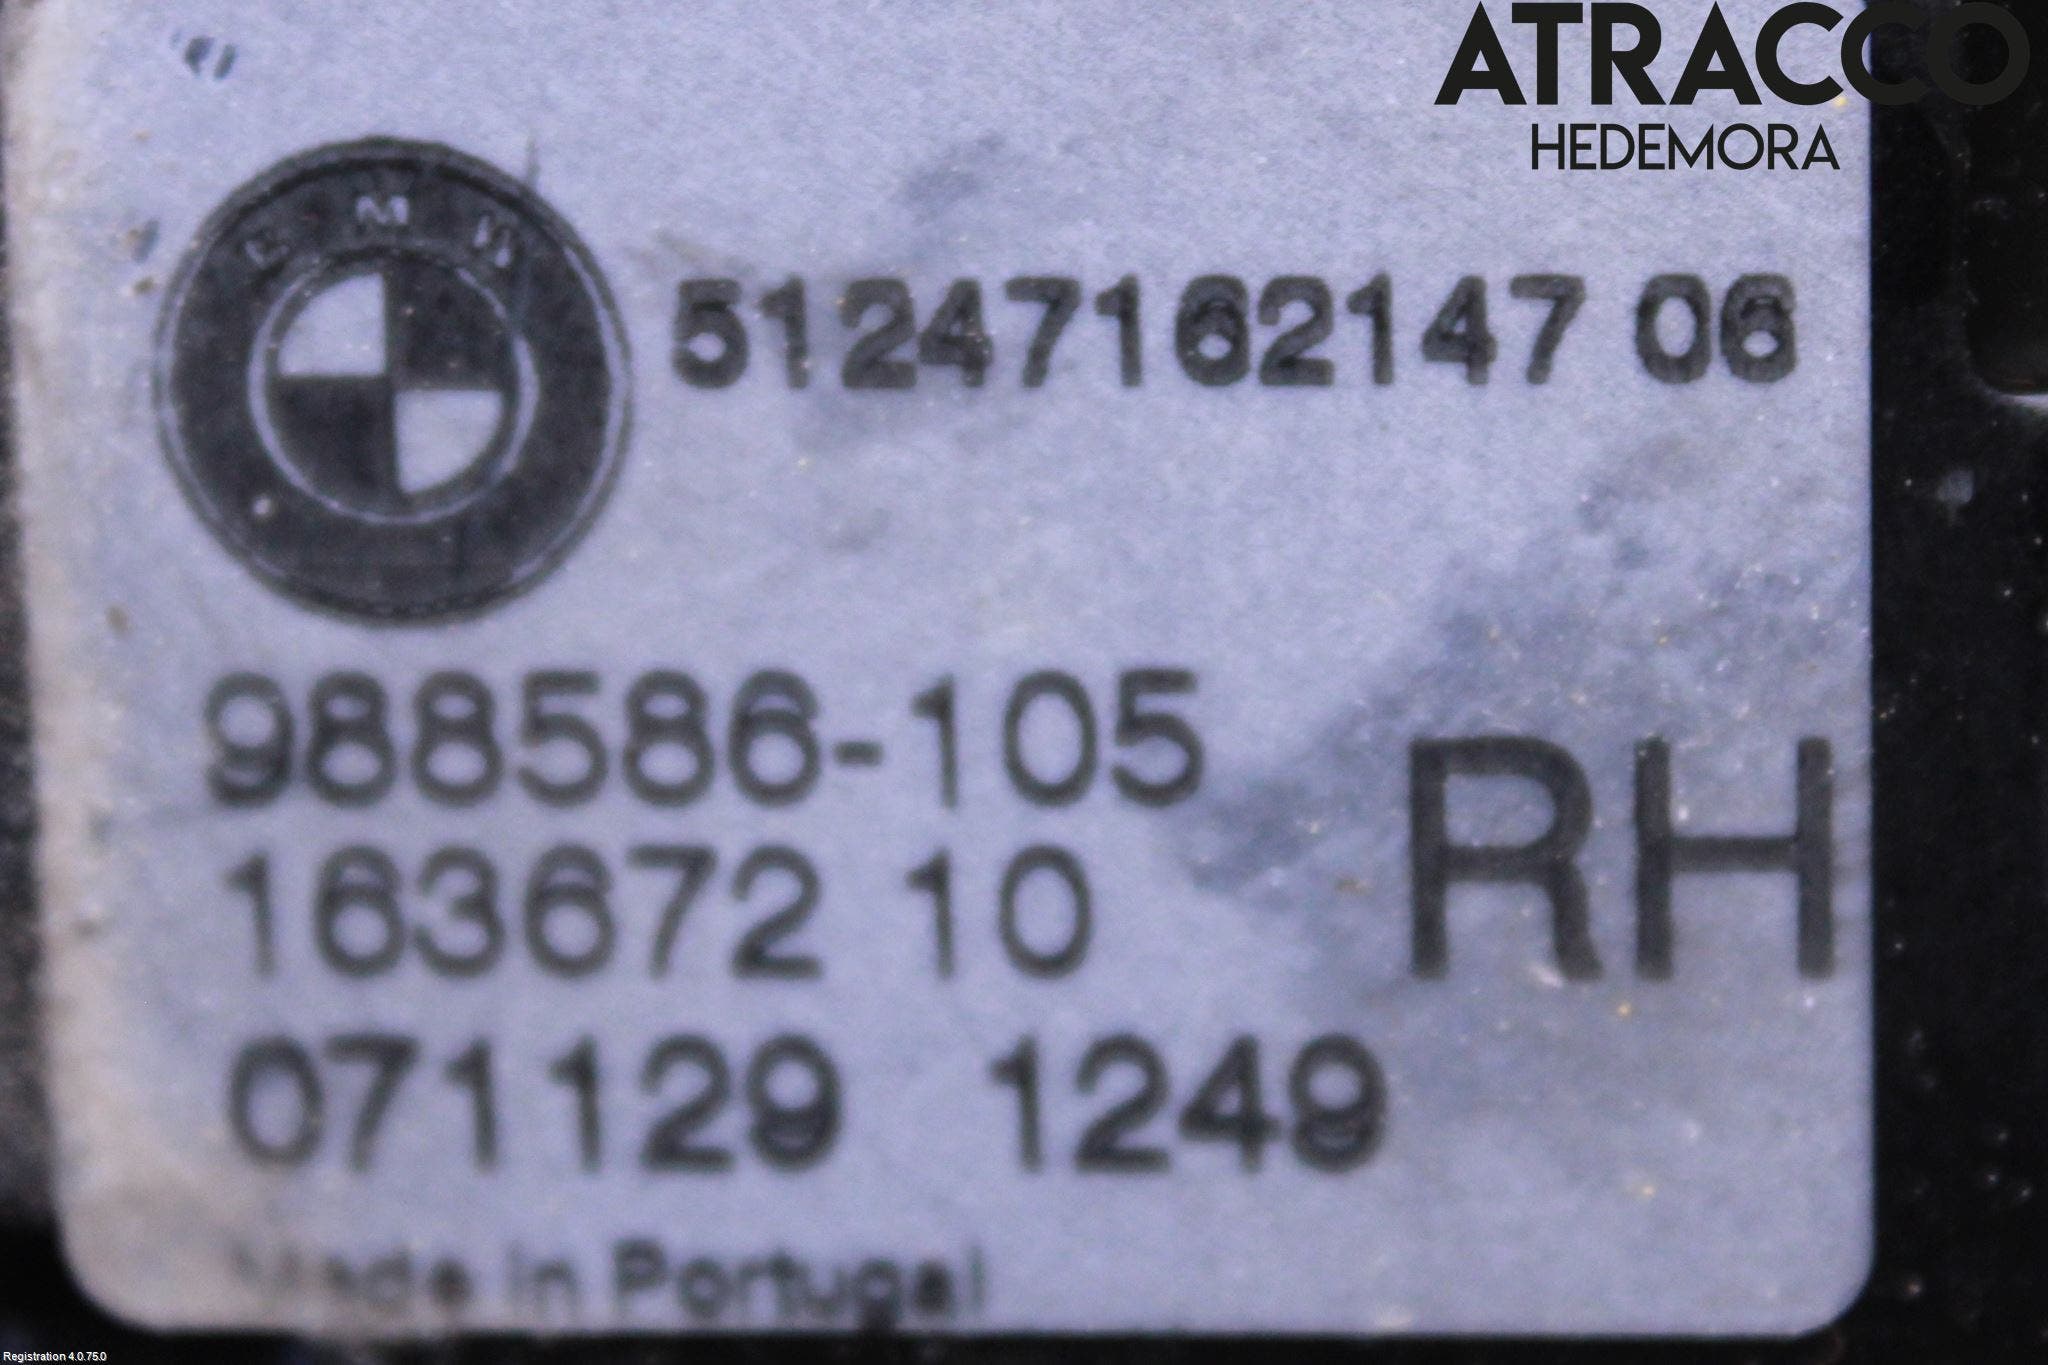 ATRACCO
HEDEMORA
BMW
51247162147 06
988586-105
163672 10
RH
071129 1249
Made in Portugal
Registration 4.0.75.0